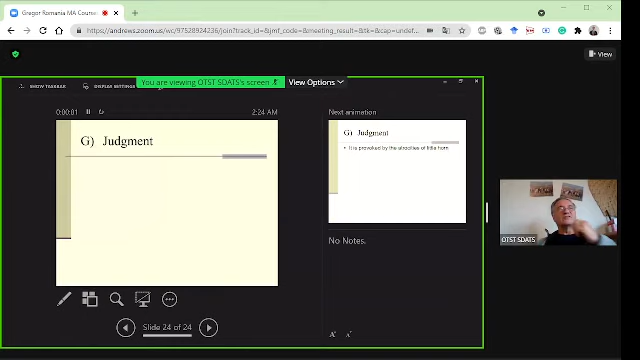 Gregor Romania MA Course
https://andrews.zoom.us/wc/97528924236/join?track_id=&jmf_code=&meeting_result=&tk=&cap=undef...
You are viewing OTST SDATS's screen
View Options
View
SHOW TASKBAR
DISPLAY SETTINGS
0:00:01
2:24 AM
Next animation
G) Judgment
G) Judgment
• It is provoked by the atrocities of little horn
No Notes.
OTST SDATS
Slide 24 of 24